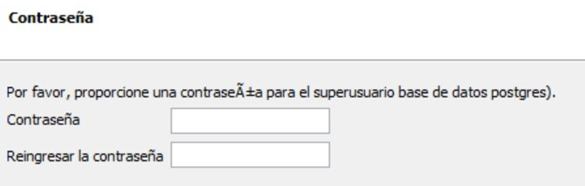 Contraseña
Por favor, proporcione una contraseÃ±a para el superusuario base de datos postgres).
Contraseña
Reingresar la contraseña